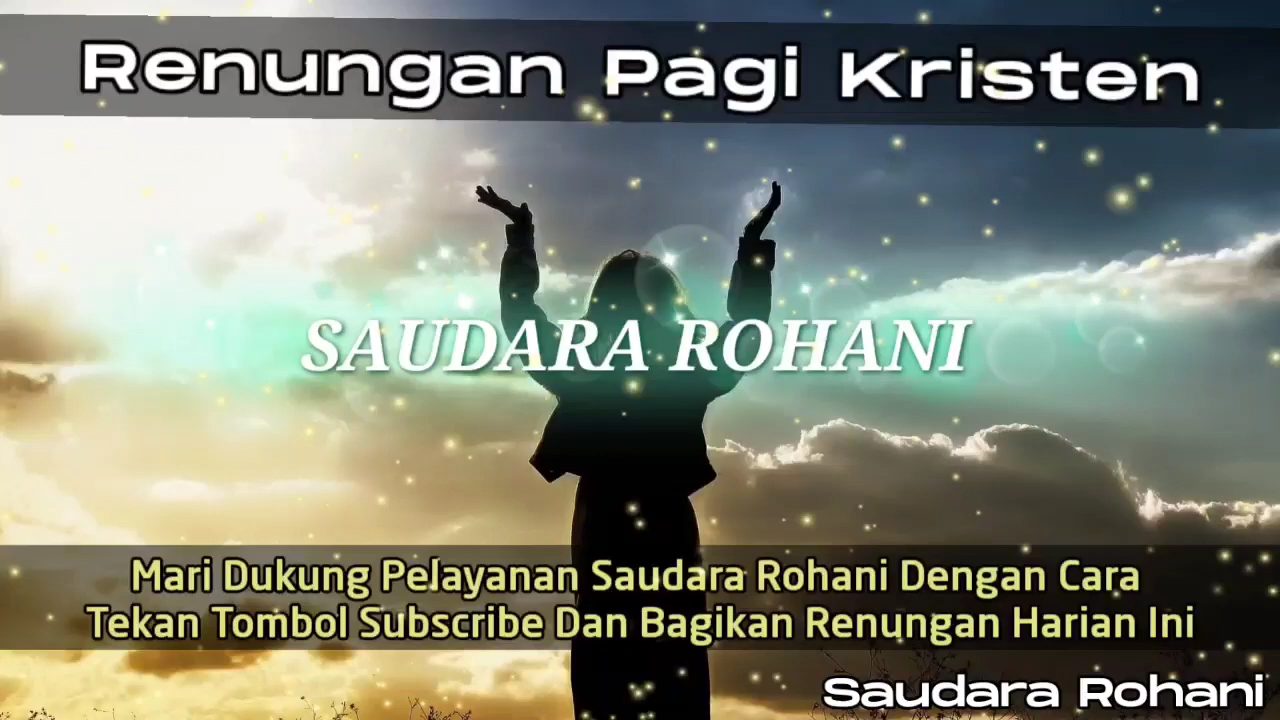 Renungan Pagi Kristen
SAUDARA ROHANI
Mari Dukung Pelayanan Saudara Rohani Dengan Cara
Tekan Tombol Subscribe Dan Bagikan Renungan Harian Ini
Saudara Rohani